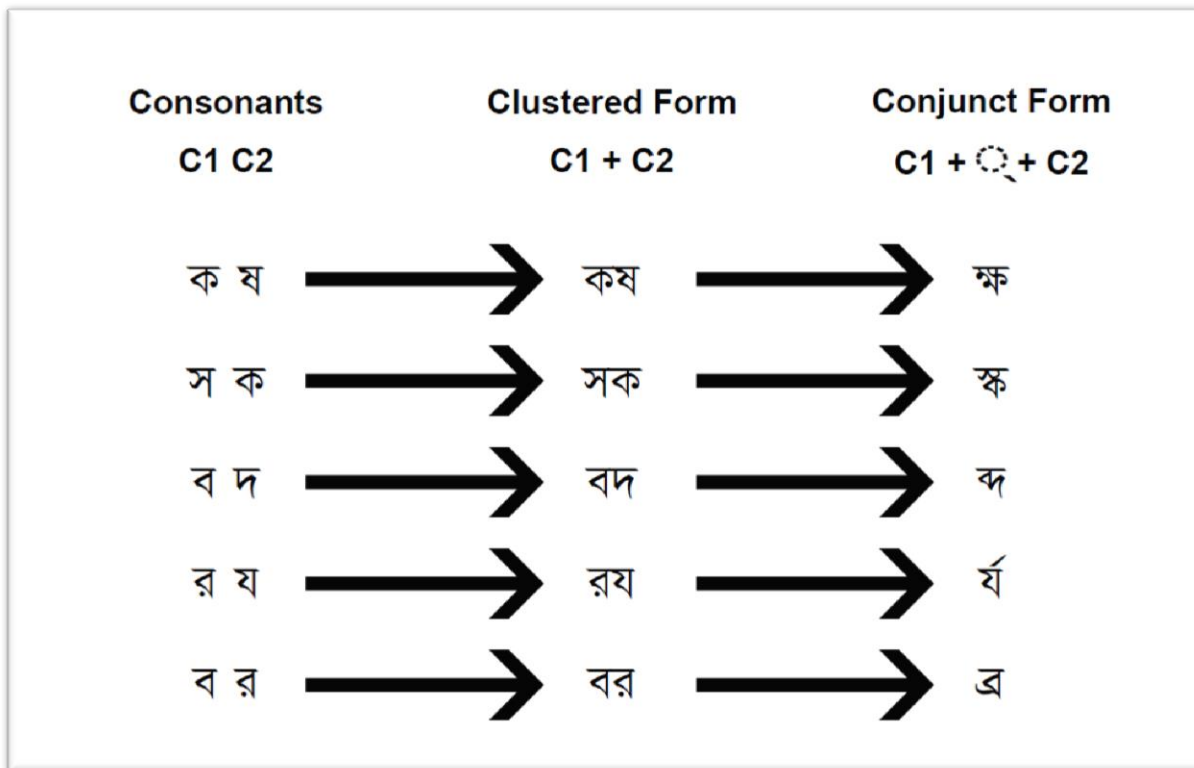 Consonants Clustered Form Conjunct Form
C1 C2 C1 + C2 C1 + ্ + C2
ক ষ কষ ক্ষ
স ক সক স্ক
ব দ বদ ব্দ
র য রয র্য
ব র বর ব্র